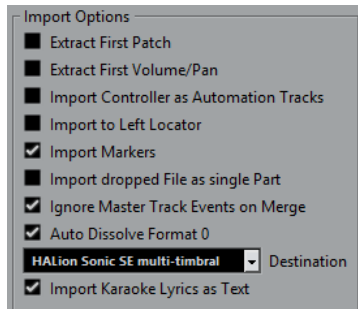 Import Options
Extract First Patch
Extract First Volume/Pan
Import Controller as Automation Tracks
Import to Left Locator
Import Markers
Import dropped File as single Part
Ignore Master Track Events on Merge
Auto Dissolve Format 0
HALion Sonic SE multi-timbral Destination
Import Karaoke Lyrics as Text